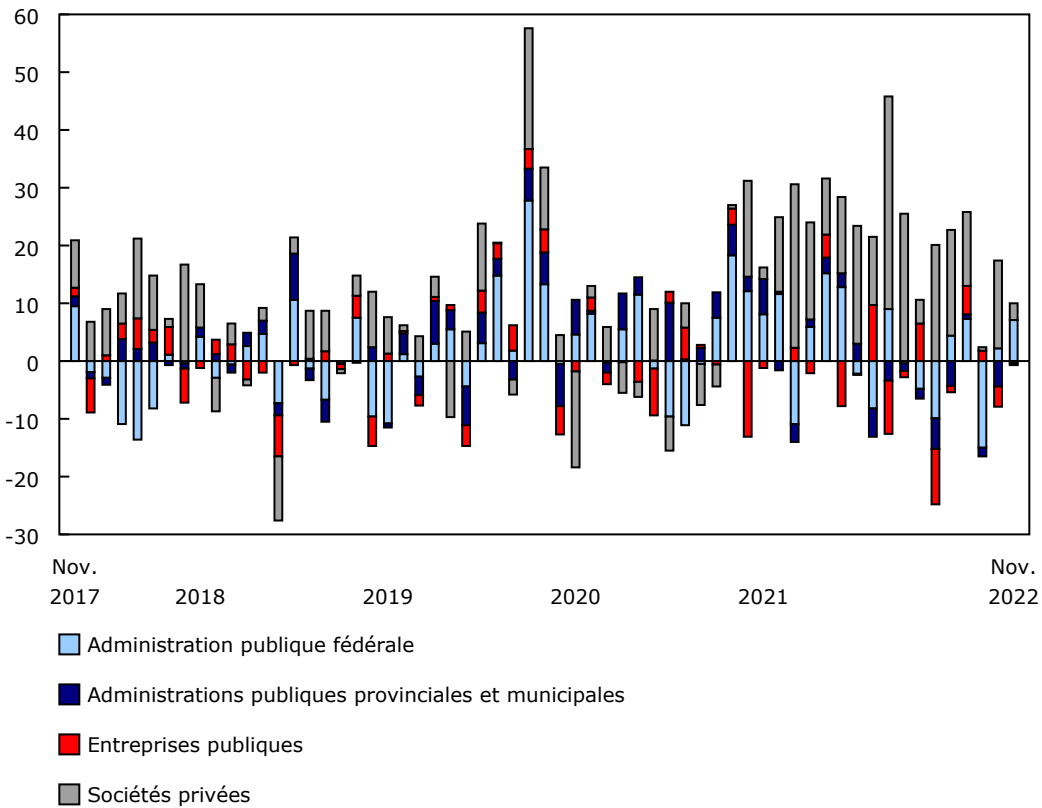 60
50
40
30
20
10
0
-10
-20
-30
Nov. Nov.
2017 2018 2019 2020 2021 2022
Administration publique fédérale
Administrations publiques provinciales et municipales
Entreprises publiques
Sociétés privées